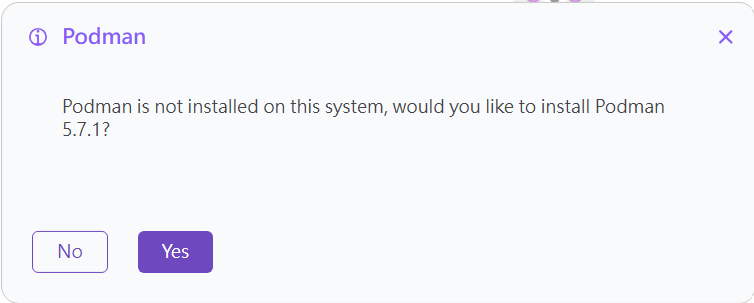 Podman
Podman is not installed on this system, would you like to install Podman
5.7.1?
No
Yes